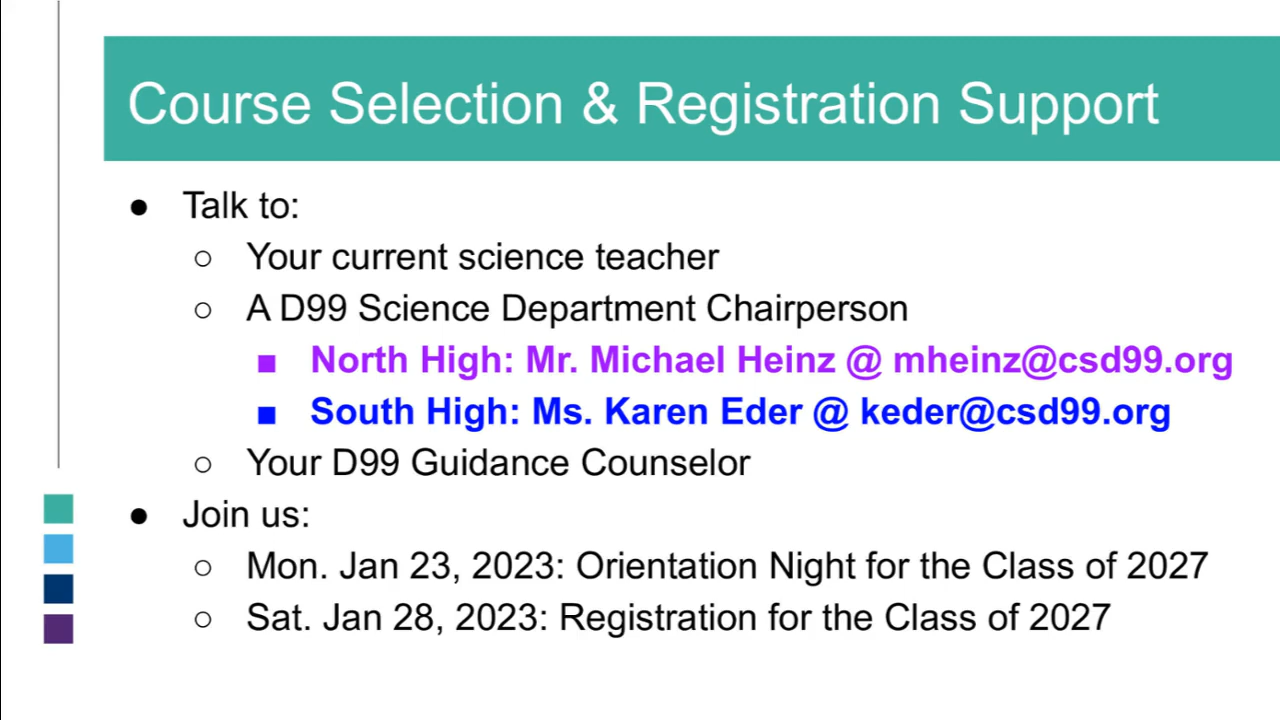 Course Selection & Registration Support
● Talk to:
○ Your current science teacher
○ A D99 Science Department Chairperson
■ North High: Mr. Michael Heinz @ mheinz@csd99.org
■ South High: Ms. Karen Eder @ keder@csd99.org
○ Your D99 Guidance Counselor
● Join us:
○ Mon. Jan 23, 2023: Orientation Night for the Class of 2027
○ Sat. Jan 28, 2023: Registration for the Class of 2027